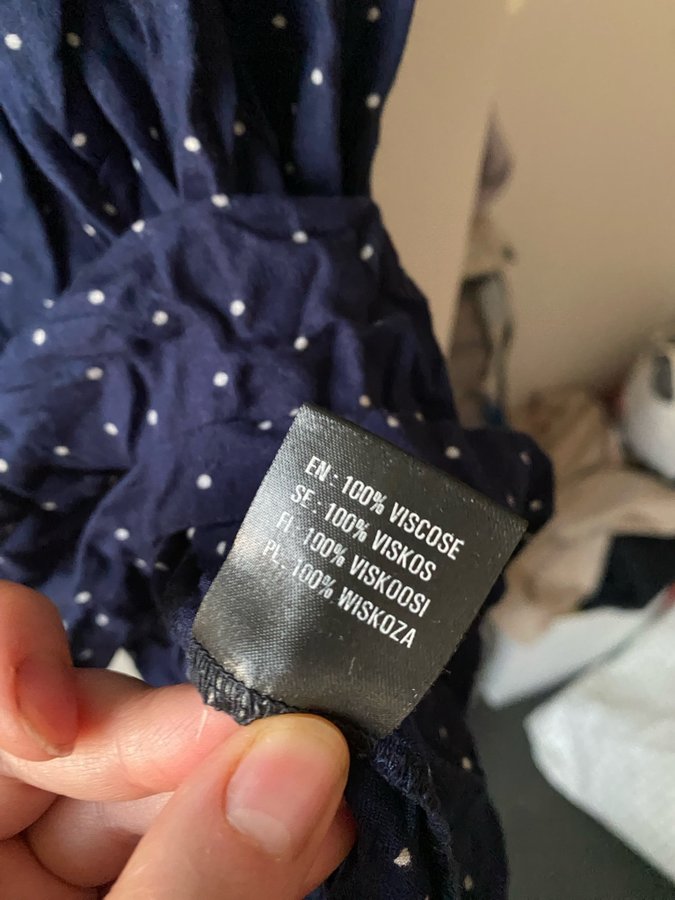 EN: 100% VISCOSE
SE: 100% VISKOS
FI: 100% VISKOOSI
PL: 100% WISKOZA